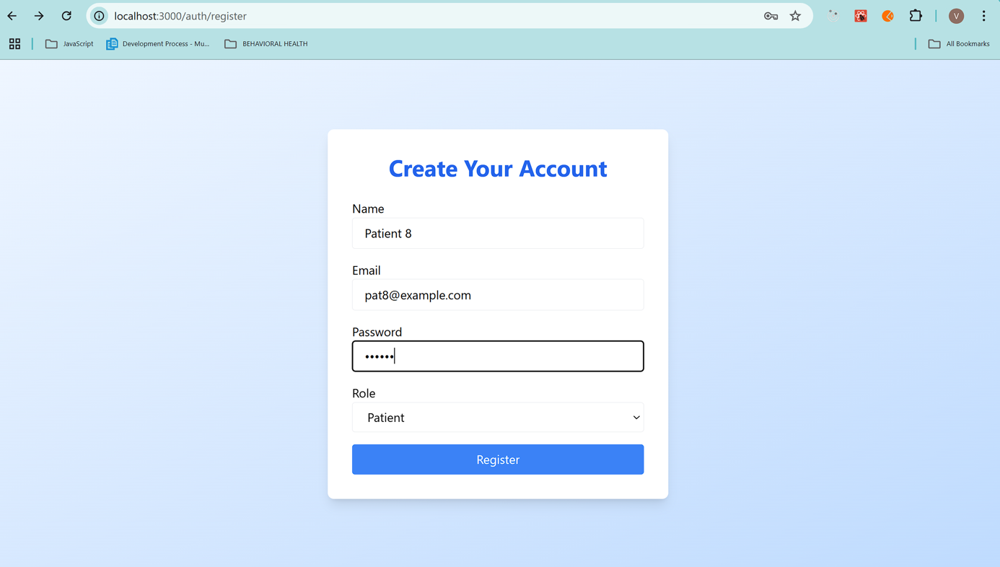 localhost:3000/auth/register
V
JavaScript
Development Process - Mu...
BEHAVIORAL HEALTH
All Bookmarks
Create Your Account
Name
Patient 8
Email
pat8@example.com
Password
••••••
Role
Patient
Register